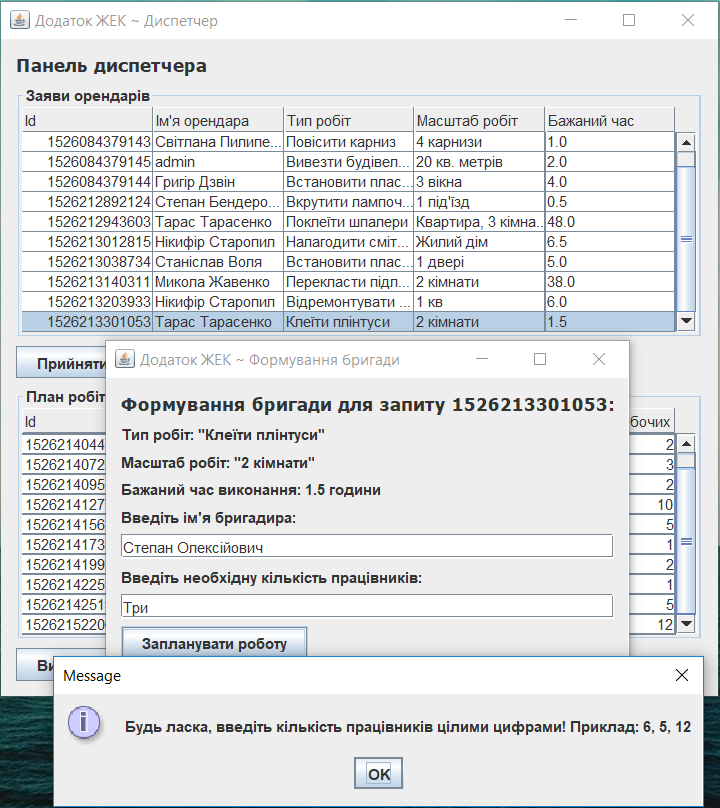 Додаток ЖЕК ~ Диспетчер
Панель диспетчера
Заяви орендарів
Id Ім'я орендара Тип робіт Масштаб робіт Бажаний час
1526084379143 Світлана Пилипе... Повісити карниз 4 карнизи 1.0
1526084379145 admin Вивезти будівел... 20 кв. метрів 2.0
1526084379144 Григір Дзвін Встановити плас... 3 вікна 4.0
1526212892124 Степан Бендеро... Вкрутити лампоч... 1 під'їзд 0.5
1526212943603 Тарас Тарасенко Поклеїти шпалери Квартира, 3 кімна... 48.0
1526213012815 Нікифір Старопил Налагодити сміт... Жилий дім 6.5
1526213038734 Станіслав Воля Встановити плас... 1 двері 5.0
1526213140311 Микола Жавенко Перекласти підл... 2 кімнати 38.0
1526213203933 Нікифір Старопил Відремонтувати ... 1 кв 6.0
1526213301053 Тарас Тарасенко Клеїти плінтуси 2 кімнати 1.5
Прийняти
План робіт
Id бочих
1526214044 2
1526214072 3
1526214095 2
1526214127 10
1526214156 5
1526214173 1
1526214199 2
1526214225 1
1526214251 5
1526215220 12
Ви
Додаток ЖЕК ~ Формування бригади
Формування бригади для запиту 1526213301053:
Тип робіт: "Клеїти плінтуси"
Масштаб робіт: "2 кімнати"
Бажаний час виконання: 1.5 години
Введіть ім'я бригадира:
Степан Олексійович
Введіть необхідну кількість працівників:
Три
Запланувати роботу
Message
Будь ласка, введіть кількість працівників цілими цифрами! Приклад: 6, 5, 12
OK